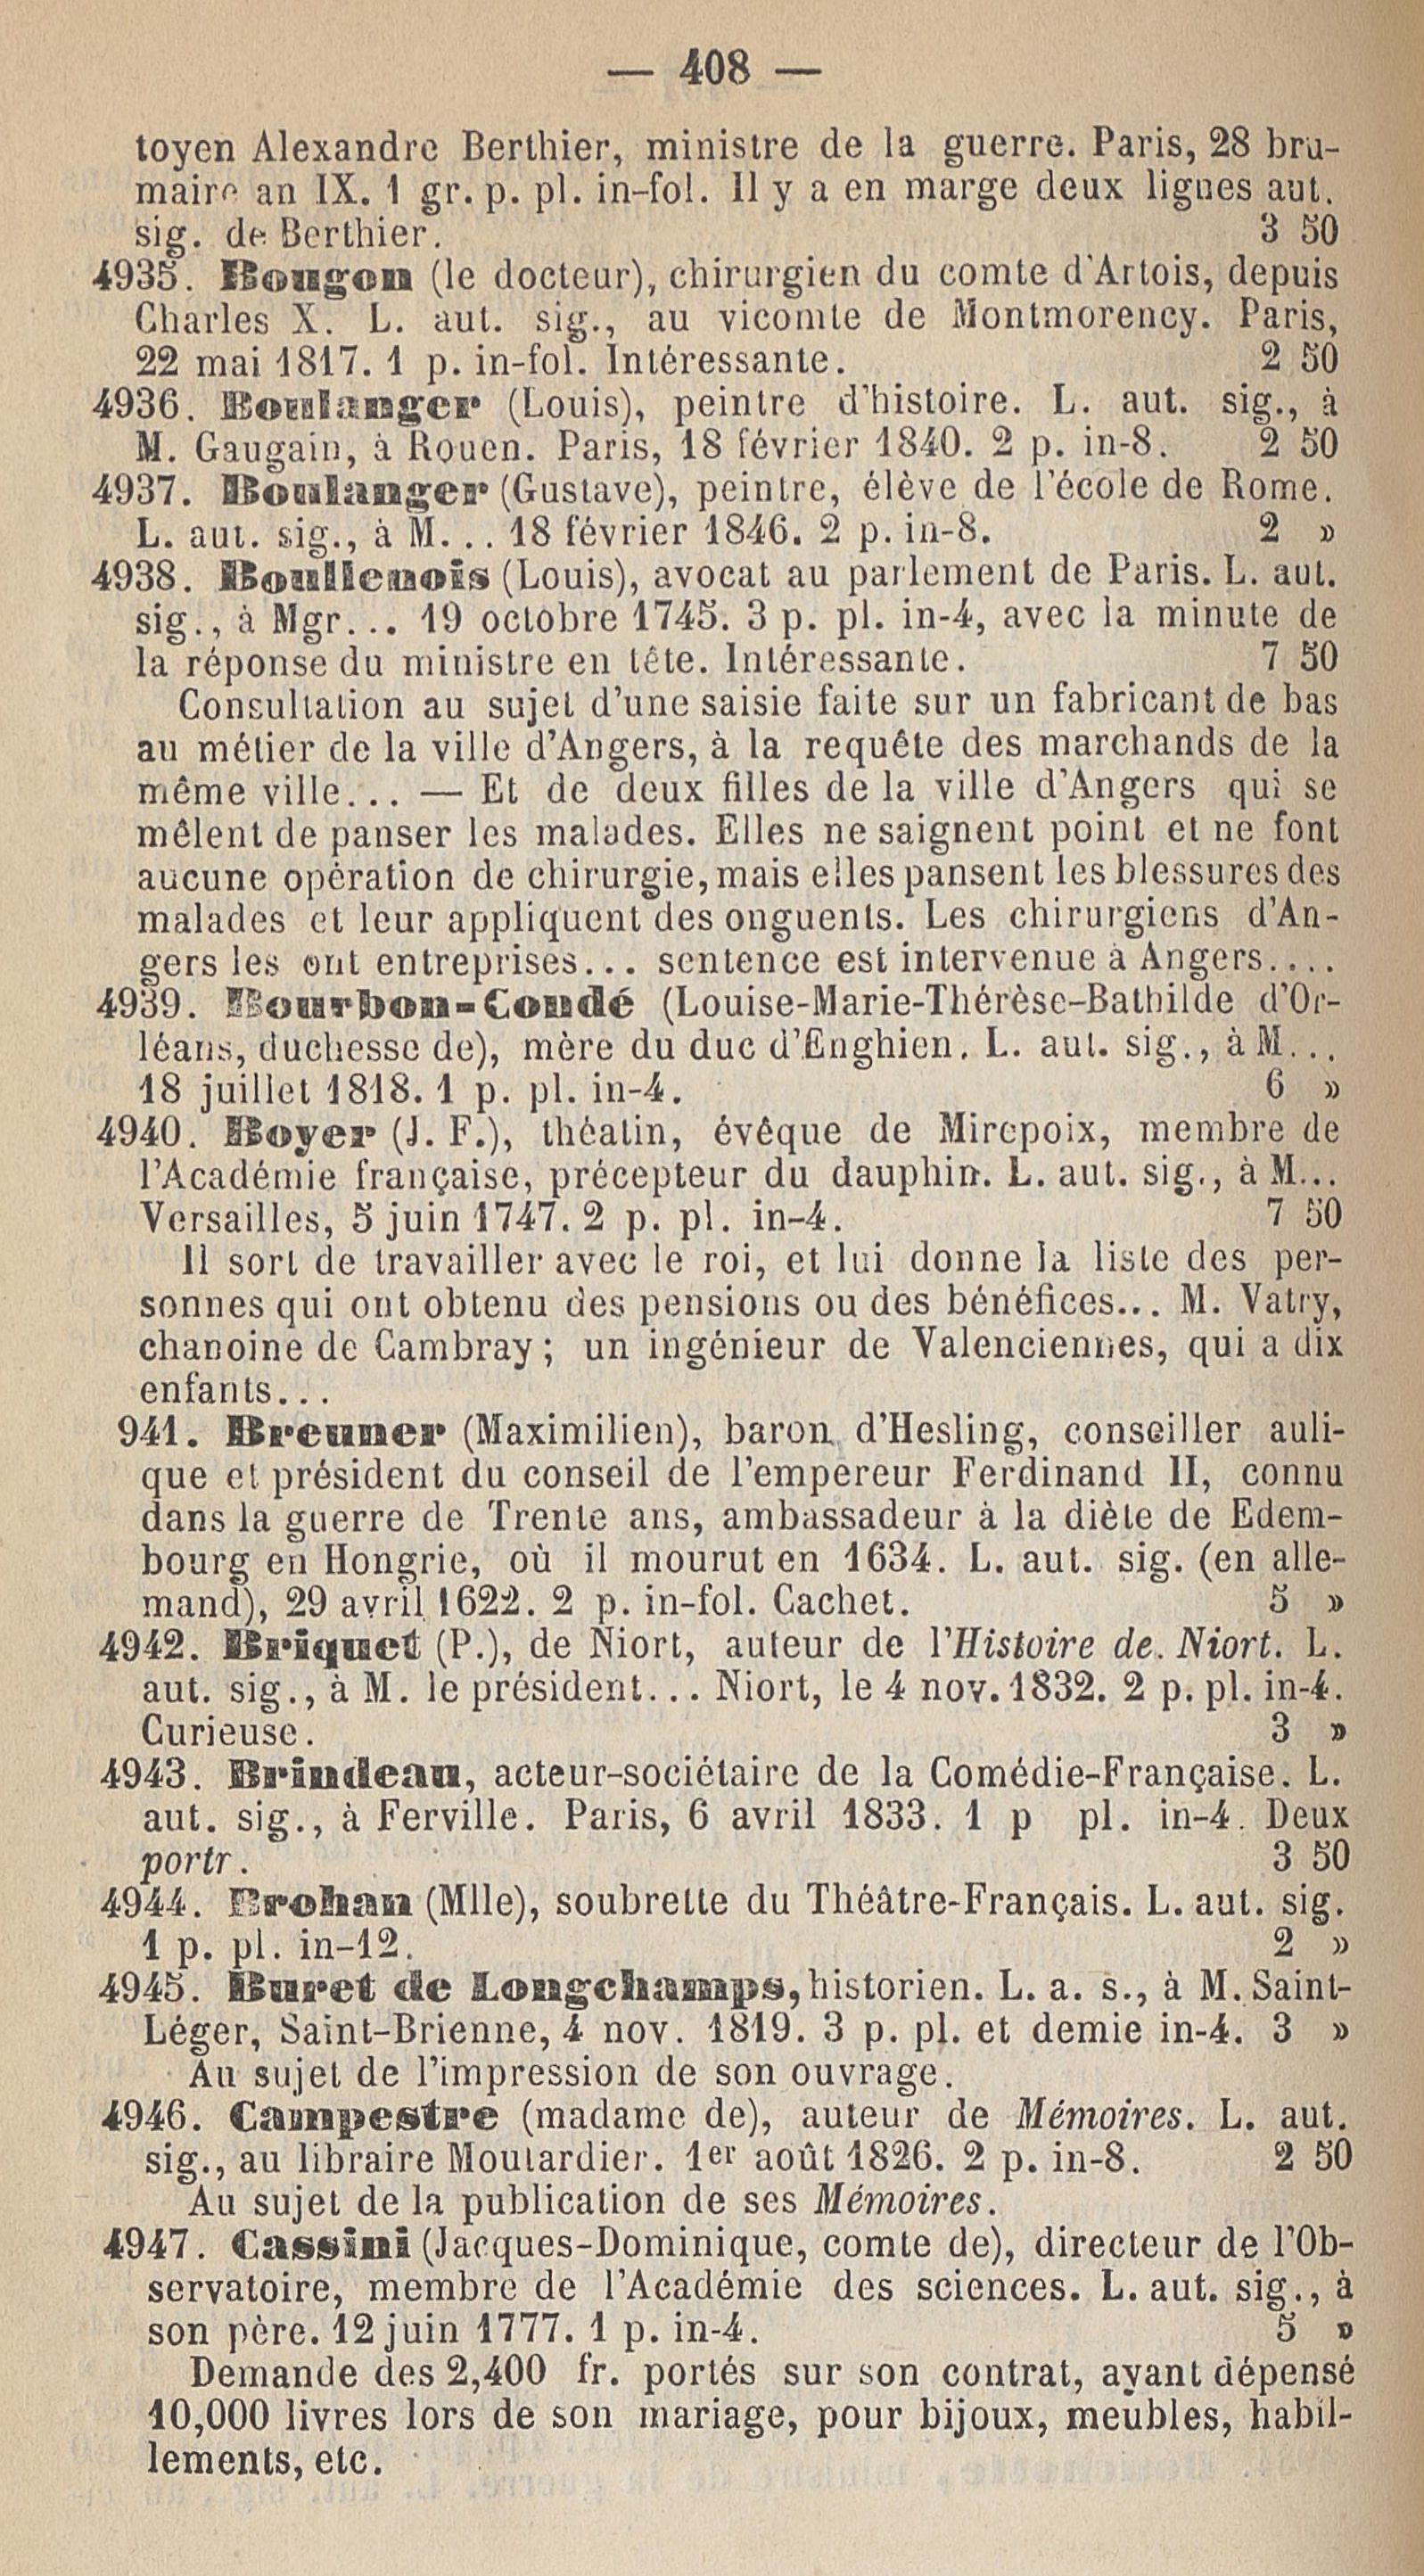 — 408 —
toyen Alexandre Berthier, ministre de la guerre. Paris, 28 bru-
maire an IX. 1 gr. p. pl. in-fol. Il y a en marge deux lignes aut.
sig. de Berthier. 3 50
4935. Bougon (le docteur), chirurgien du comte d'Artois, depuis
Charles X. L. aut. sig., au vicomte de Montmorency. Paris,
22 mai 1817. 1 p. in-fol. Intéressante. 2 50
4936. Boulanger (Louis), peintre d'histoire. L. aut. sig., à
M. Gaugain, à Rouen. Paris, 18 février 1840. 2 p. in-8. 2 50
4937. Boulanger (Gustave), peintre, élève de l'école de Rome.
L. aut. sig., à M... 18 février 1846. 2 p. in-8. 2 »
4938. Boullenois (Louis), avocat au parlement de Paris. L. aut.
sig., à Mgr... 19 octobre 1745. 3 p. pl. in-4, avec la minute de
la réponse du ministre en tête. Intéressante. 7 50
Consultation au sujet d'une saisie faite sur un fabricant de bas
au métier de la ville d'Angers, à la requête des marchands de la
même ville... — Et de deux filles de la ville d'Angers qui se
mêlent de panser les malades. Elles ne saignent point et ne font
aucune opération de chirurgie, mais elles pansent les blessures des
malades et leur appliquent des onguents. Les chirurgiens d'An-
gers les ont entreprises... sentence est intervenue à Angers....
4939. Bourbon-Condé (Louise-Marie-Thérèse-Bathilde d'Or-
léans, duchesse de), mère du duc d'Enghien. L. aut. sig., à M...
18 juillet 1818. 1 p. pl. in-4. 6 »
4940. Boyer (J. F.), théatin, évêque de Mirepoix, membre de
l'Académie française, précepteur du dauphin. L. aut. sig., à M...
Versailles, 5 juin 1747. 2 p. pl. in-4. 7 50
Il sort de travailler avec le roi, et lui donne la liste des per-
sonnes qui ont obtenu des pensions ou des bénéfices... M. Vatry,
chanoine de Cambray; un ingénieur de Valenciennes, qui a dix
enfants...
941. Breuner (Maximilien), baron d'Hesling, conseiller auli-
que et président du conseil de l'empereur Ferdinand II, connu
dans la guerre de Trente ans, ambassadeur à la diète de Edem-
bourg en Hongrie, où il mourut en 1634. L. aut. sig. (en alle-
mand), 29 avril 1622. 2 p. in-fol. Cachet. 5 »
4942. Briquet (P.), de Niort, auteur de l'Histoire de. Niort. L.
aut. sig., à M. le président... Niort, le 4 nov. 1832. 2 p. pl. in-4.
Curieuse. 3 »
4943. Brindeau, acteur-sociétaire de la Comédie-Française. L.
aut. sig., à Ferville. Paris, 6 avril 1833. 1 p pl. in-4. Deux
portr. 3 50
4944. Brohan (Mlle), soubrette du Théâtre-Français. L. aut. sig.
1 p. pl. in-12. 2 »
4945. Buret de Longchamps, historien. L. a. s., à M. Saint-
Léger, Saint-Brienne, 4 nov. 1819. 3 p. pl. et demie in-4. 3 »
Au sujet de l'impression de son ouvrage.
4946. Campestre (madame de), auteur de Mémoires. L. aut.
sig., au libraire Moutardier. 1er août 1826. 2 p. in-8. 2 50
Au sujet de la publication de ses Mémoires.
4947. Cassini (Jacques-Dominique, comte de), directeur de l'Ob-
servatoire, membre de l'Académie des sciences. L. aut. sig., à
son père. 12 juin 1777. 1 p. in-4. 5 »
Demande des 2,400 fr. portés sur son contrat, ayant dépensé
10,000 livres lors de son mariage, pour bijoux, meubles, habil-
lements, etc.